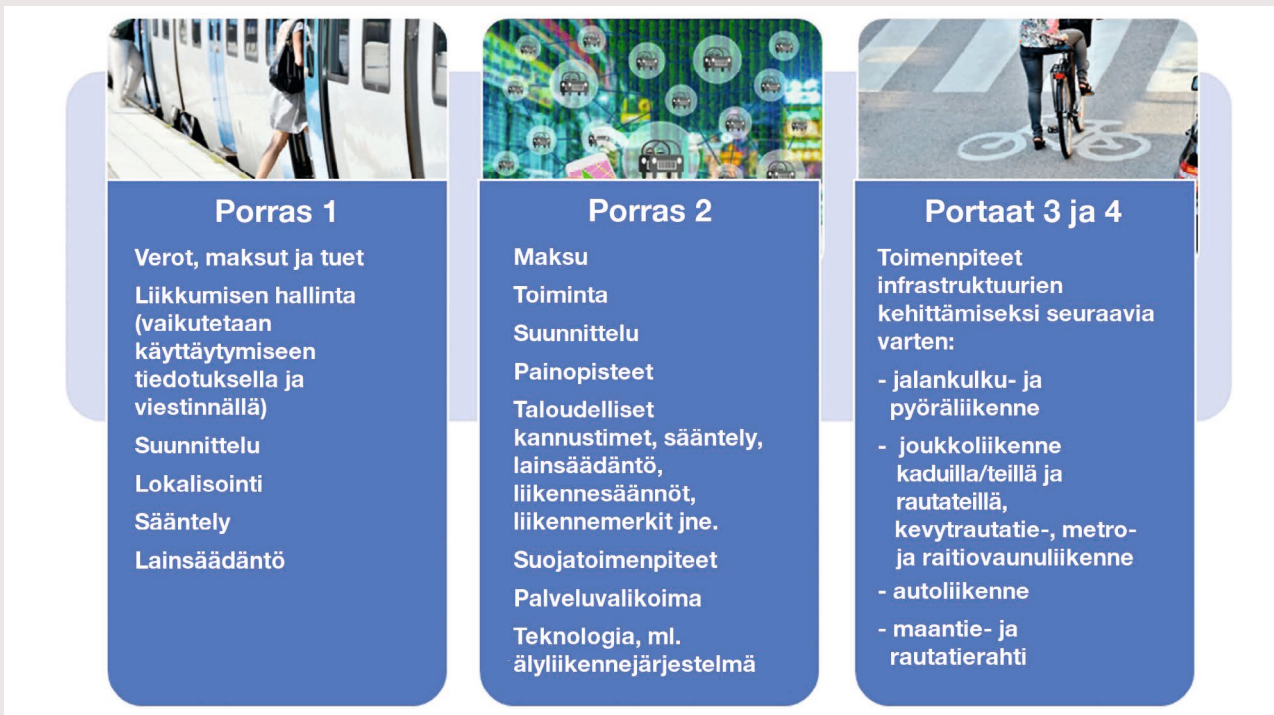 Porras 1
Verot, maksut ja tuet
Liikkumisen hallinta
(vaikutetaan
käyttäytymiseen
tiedotuksella ja
viestinnällä)
Suunnittelu
Lokalisointi
Sääntely
Lainsäädäntö
Porras 2
Maksu
Toiminta
Suunnittelu
Painopisteet
Taloudelliset
kannustimet, sääntely,
lainsäädäntö,
liikennesäännöt,
liikennemerkit jne.
Suojatoimenpiteet
Palveluvalikoima
Teknologia, ml.
älyliikennejärjestelmä
Portaat 3 ja 4
Toimenpiteet
infrastruktuurien
kehittämiseksi seuraavia
varten:
- jalankulku- ja
pyöräliikenne
- joukkoliikenne
kaduilla/teillä ja
rautateillä,
kevytrautatie-, metro-
ja raitiovaunuliikenne
- autoliikenne
- maantie- ja
rautatierahti